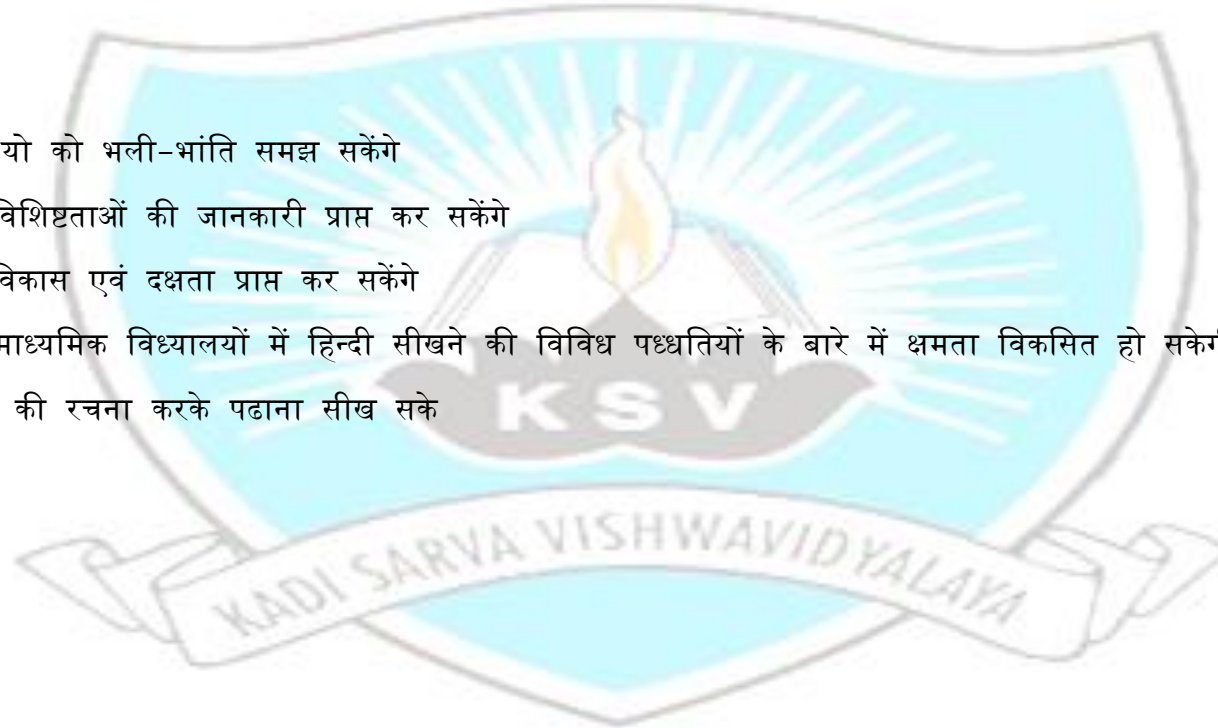 यो को भली-भांति समझ सकेंगे
विशिष्टताओं की जानकारी प्राप्त कर सकेंगे
विकास एवं दक्षता प्राप्त कर सकेंगे
माध्यमिक विध्यालयों में हिन्दी सीखने की विविध पध्धतियों के बारे में क्षमता विकसित हो सकेगी
की रचना करके पढाना सीख सके
KSV
KADI SARVA VISHWAVIDYALAYA